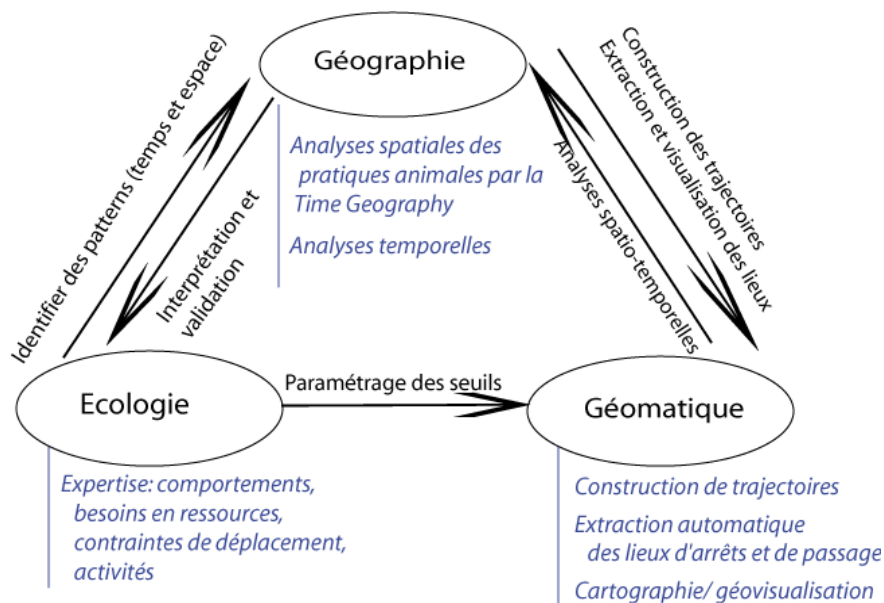 Géographie
Construction des trajectoires
Extraction et visualisation des lieux
Analyses spatio-temporelles
Identifier des patterns (temps et espace)
Interprétation et
validation
Analyses spatiales des
pratiques animales par la
Time Geography
Analyses temporelles
Ecologie
Paramétrage des seuils
Géomatique
Expertise: comportements,
besoins en ressources,
contraintes de déplacement,
activités
Construction de trajectoires
Extraction automatique
des lieux d'arrêts et de passage
Cartographie/ géovisualisation